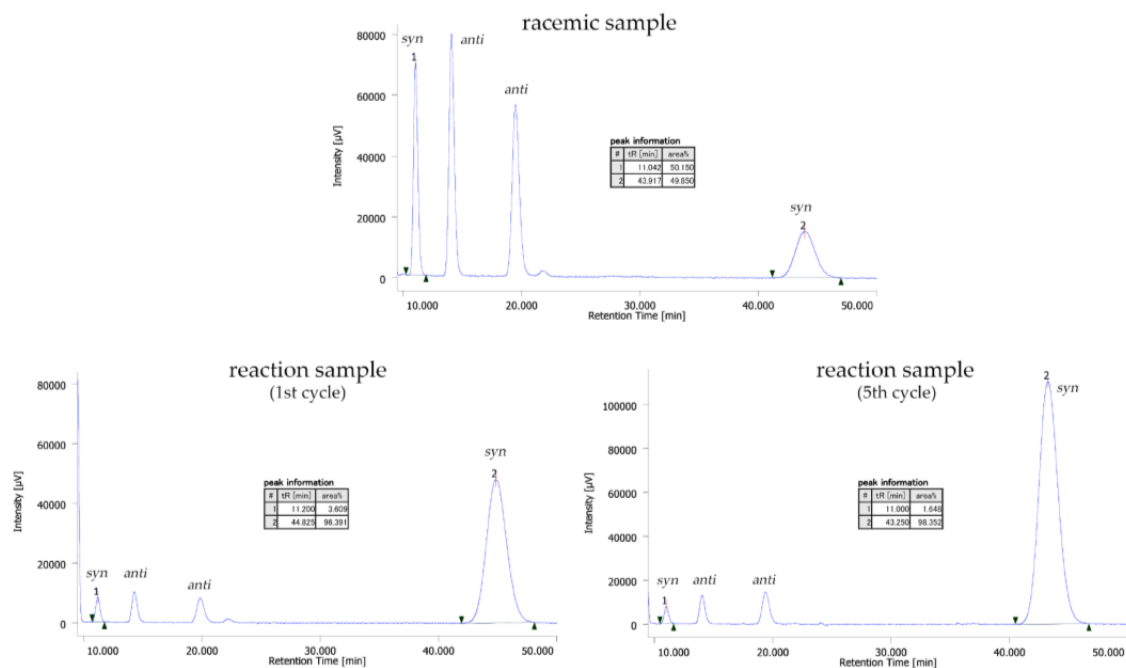 racemic sample
syn
anti
anti
syn
1
2
80000
60000
40000
20000
0
Intensity [µV]
10.000 20.000 30.000 40.000 50.000
Retention Time [min]
peak information
# tR [min] area%
1 11.042 50.150
2 43.917 49.850
reaction sample
(1st cycle)
syn
anti
anti
syn
1
2
80000
60000
40000
20000
0
Intensity [µV]
10.000 20.000 30.000 40.000 50.000
Retention Time [min]
peak information
# tR [min] area%
1 11.200 3.609
2 44.825 96.391
reaction sample
(5th cycle)
syn
anti
anti
syn
1
2
100000
80000
60000
40000
20000
0
Intensity [µV]
10.000 20.000 30.000 40.000 50.000
Retention Time [min]
peak information
# tR [min] area%
1 11.000 1.648
2 43.250 98.352